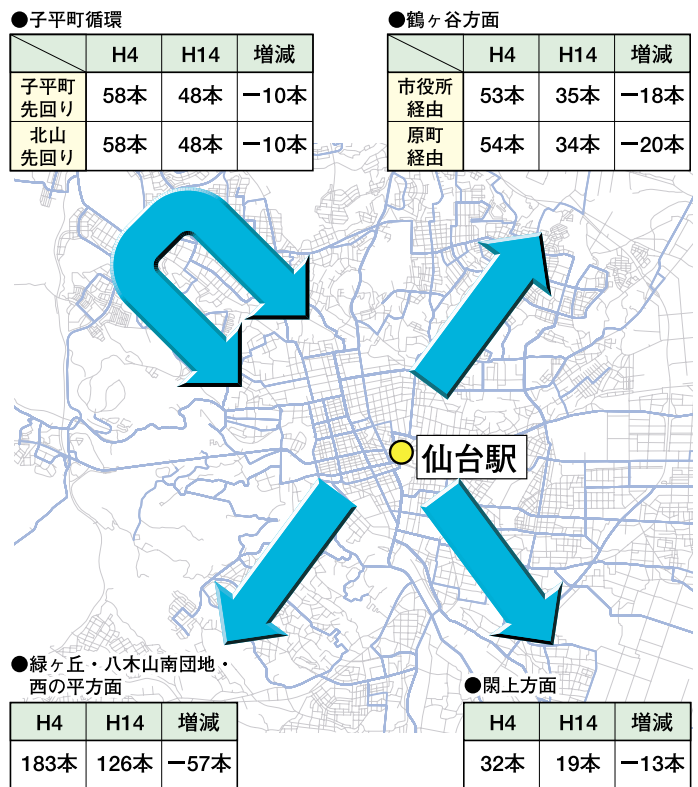 ●子平町循環
H4 H14 増減
子平町
先回り 58本 48本 −10本
北山
先回り 58本 48本 −10本
●鶴ヶ谷方面
H4 H14 増減
市役所
経由 53本 35本 −18本
原町
経由 54本 34本 −20本
仙台駅
●緑ヶ丘・八木山南団地・
西の平方面
H4 H14 増減
183本 126本 −57本
●閖上方面
H4 H14 増減
32本 19本 −13本